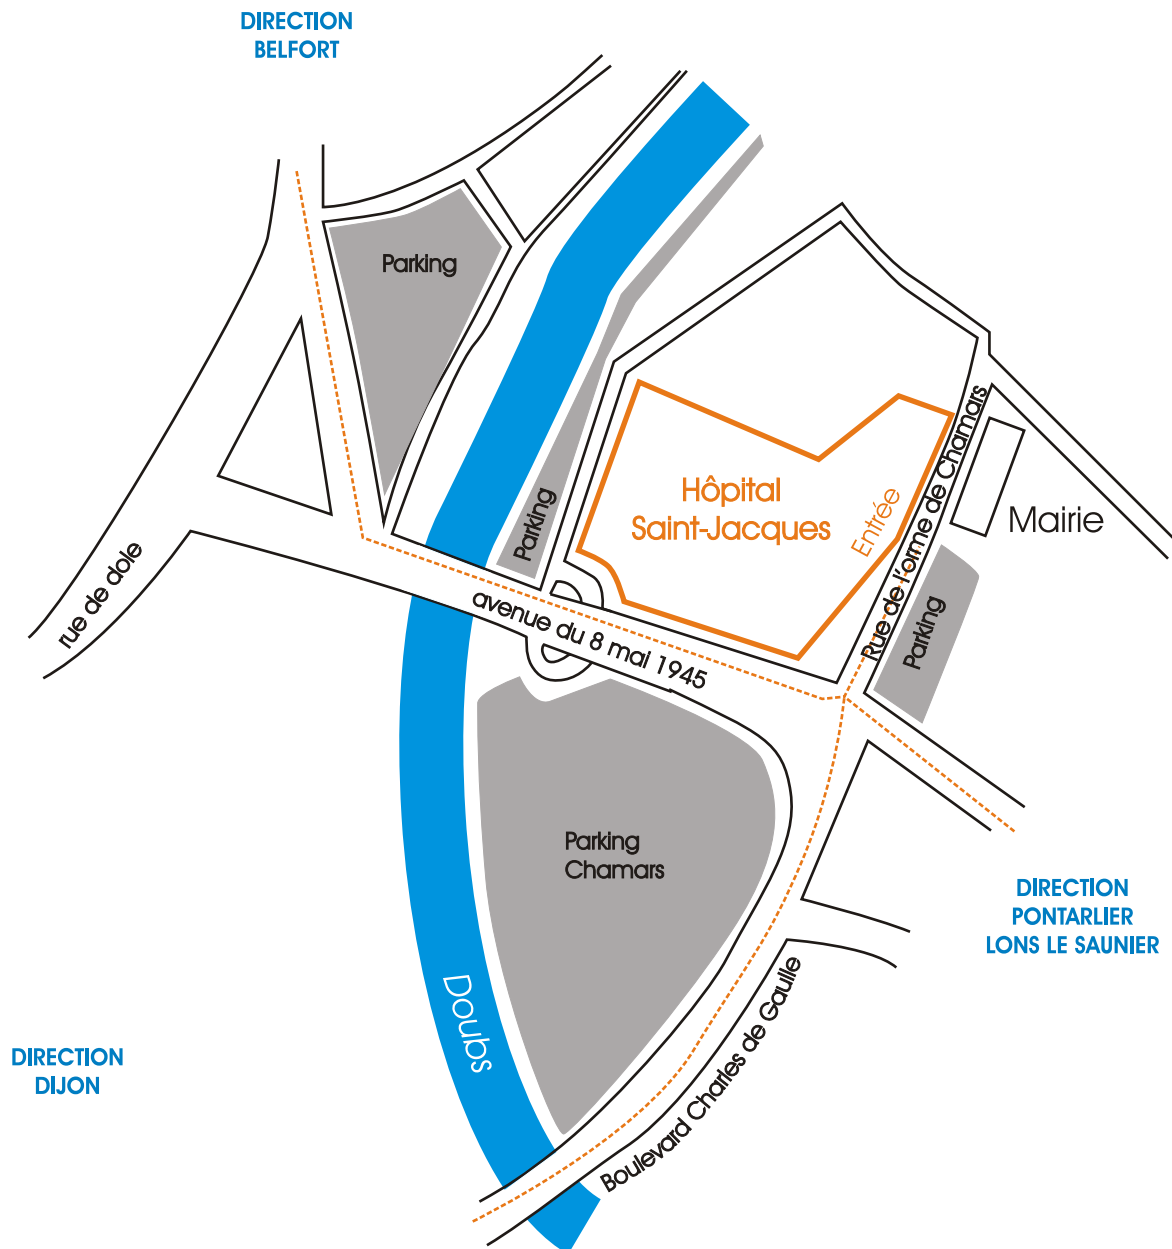 DIRECTION
BELFORT
Parking
Hôpital
Saint-Jacques
Entrée
Rue de l'orme de Chamars
Mairie
Parking
Parking
rue de dole
avenue du 8 mai 1945
Parking
Chamars
DIRECTION
PONTARLIER
LONS LE SAUNIER
Doubs
Boulevard Charles de Gaulle
DIRECTION
DIJON